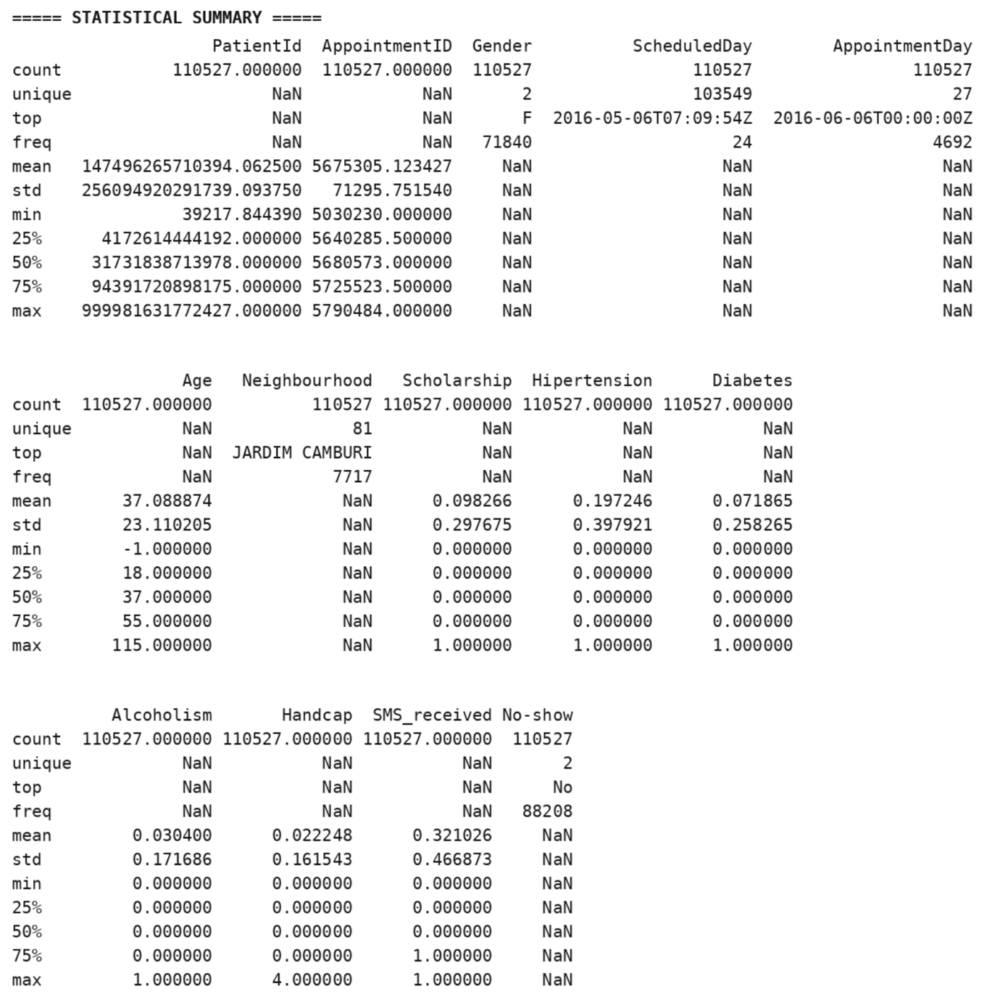 ===== STATISTICAL SUMMARY =====
PatientId AppointmentID Gender ScheduledDay AppointmentDay
count 110527.000000 110527.000000 110527 110527 110527
unique NaN NaN 2 103549 27
top NaN NaN F 2016-05-06T07:09:54Z 2016-06-06T00:00:00Z
freq NaN NaN 71840 24 4692
mean 147496265710394.062500 5675305.123427 NaN NaN NaN
std 256094920291739.093750 71295.751540 NaN NaN NaN
min 39217.844390 5030230.000000 NaN NaN NaN
25% 4172614444192.000000 5640285.500000 NaN NaN NaN
50% 31731838713978.000000 5680573.000000 NaN NaN NaN
75% 94391720898175.000000 5725523.500000 NaN NaN NaN
max 999981631772427.000000 5790484.000000 NaN NaN NaN
Age Neighbourhood Scholarship Hipertension Diabetes
count 110527.000000 110527 110527.000000 110527.000000 110527.000000
unique NaN 81 NaN NaN NaN
top NaN JARDIM CAMBURI NaN NaN NaN
freq NaN 7717 NaN NaN NaN
mean 37.088874 NaN 0.098266 0.197246 0.071865
std 23.110205 NaN 0.297675 0.397921 0.258265
min -1.000000 NaN 0.000000 0.000000 0.000000
25% 18.000000 NaN 0.000000 0.000000 0.000000
50% 37.000000 NaN 0.000000 0.000000 0.000000
75% 55.000000 NaN 0.000000 0.000000 0.000000
max 115.000000 NaN 1.000000 1.000000 1.000000
Alcoholism Handcap SMS_received No-show
count 110527.000000 110527.000000 110527.000000 110527
unique NaN NaN NaN 2
top NaN NaN NaN No
freq NaN NaN NaN 88208
mean 0.030400 0.022248 0.321026 NaN
std 0.171686 0.161543 0.466873 NaN
min 0.000000 0.000000 0.000000 NaN
25% 0.000000 0.000000 0.000000 NaN
50% 0.000000 0.000000 0.000000 NaN
75% 0.000000 0.000000 1.000000 NaN
max 1.000000 4.000000 1.000000 NaN